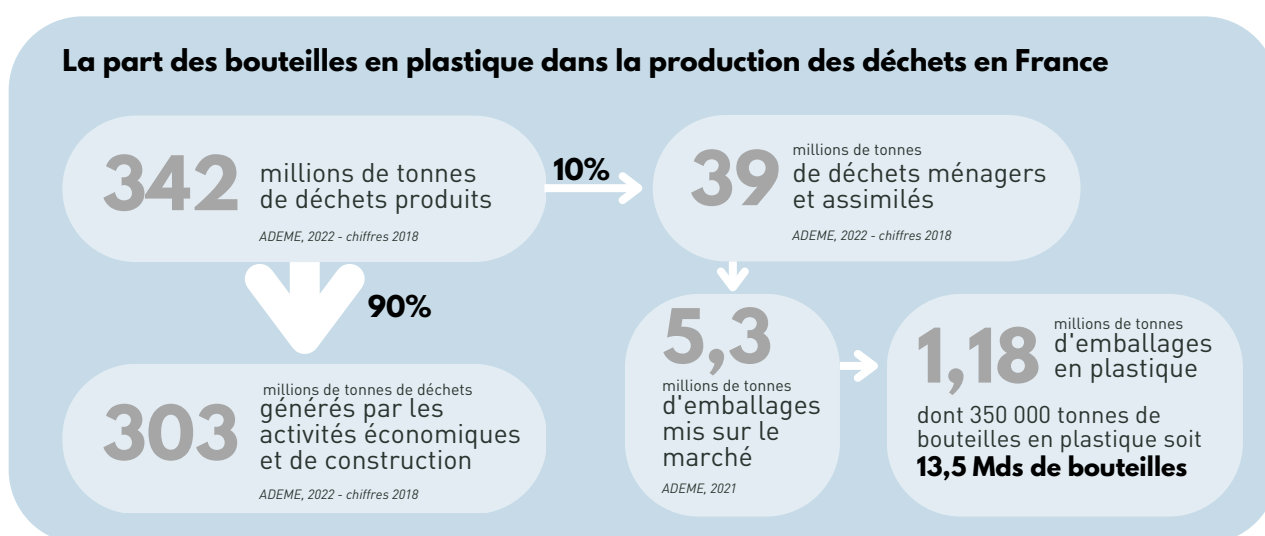 La part des bouteilles en plastique dans la production des déchets en France
342
millions de tonnes
de déchets produits
ADEME, 2022 - chiffres 2018
10%
39
millions de tonnes
de déchets ménagers
et assimilés
ADEME, 2022 - chiffres 2018
90%
303
millions de tonnes de déchets
générés par les
activités économiques
et de construction
ADEME, 2022 - chiffres 2018
5,3
millions de tonnes
d'emballages
mis sur le
marché
ADEME, 2021
1,18
millions de tonnes
d'emballages
en plastique
dont 350 000 tonnes de
bouteilles en plastique soit
13,5 Mds de bouteilles